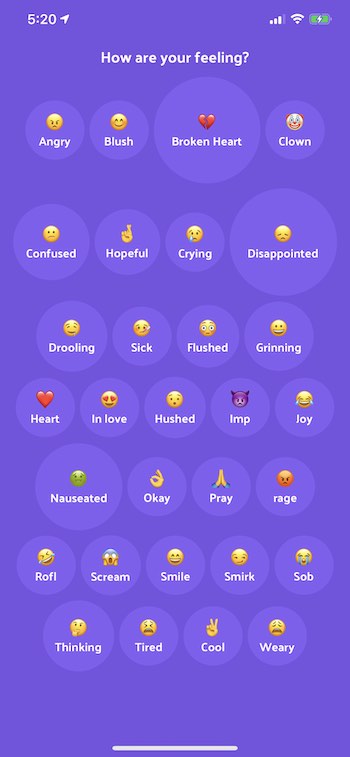 5:20
How are your feeling?
Angry
Blush
Broken Heart
Clown
Confused
Hopeful
Crying
Disappointed
Drooling
Sick
Flushed
Grinning
Heart
In love
Hushed
Imp
Joy
Nauseated
Okay
Pray
rage
Rofl
Scream
Smile
Smirk
Sob
Thinking
Tired
Cool
Weary